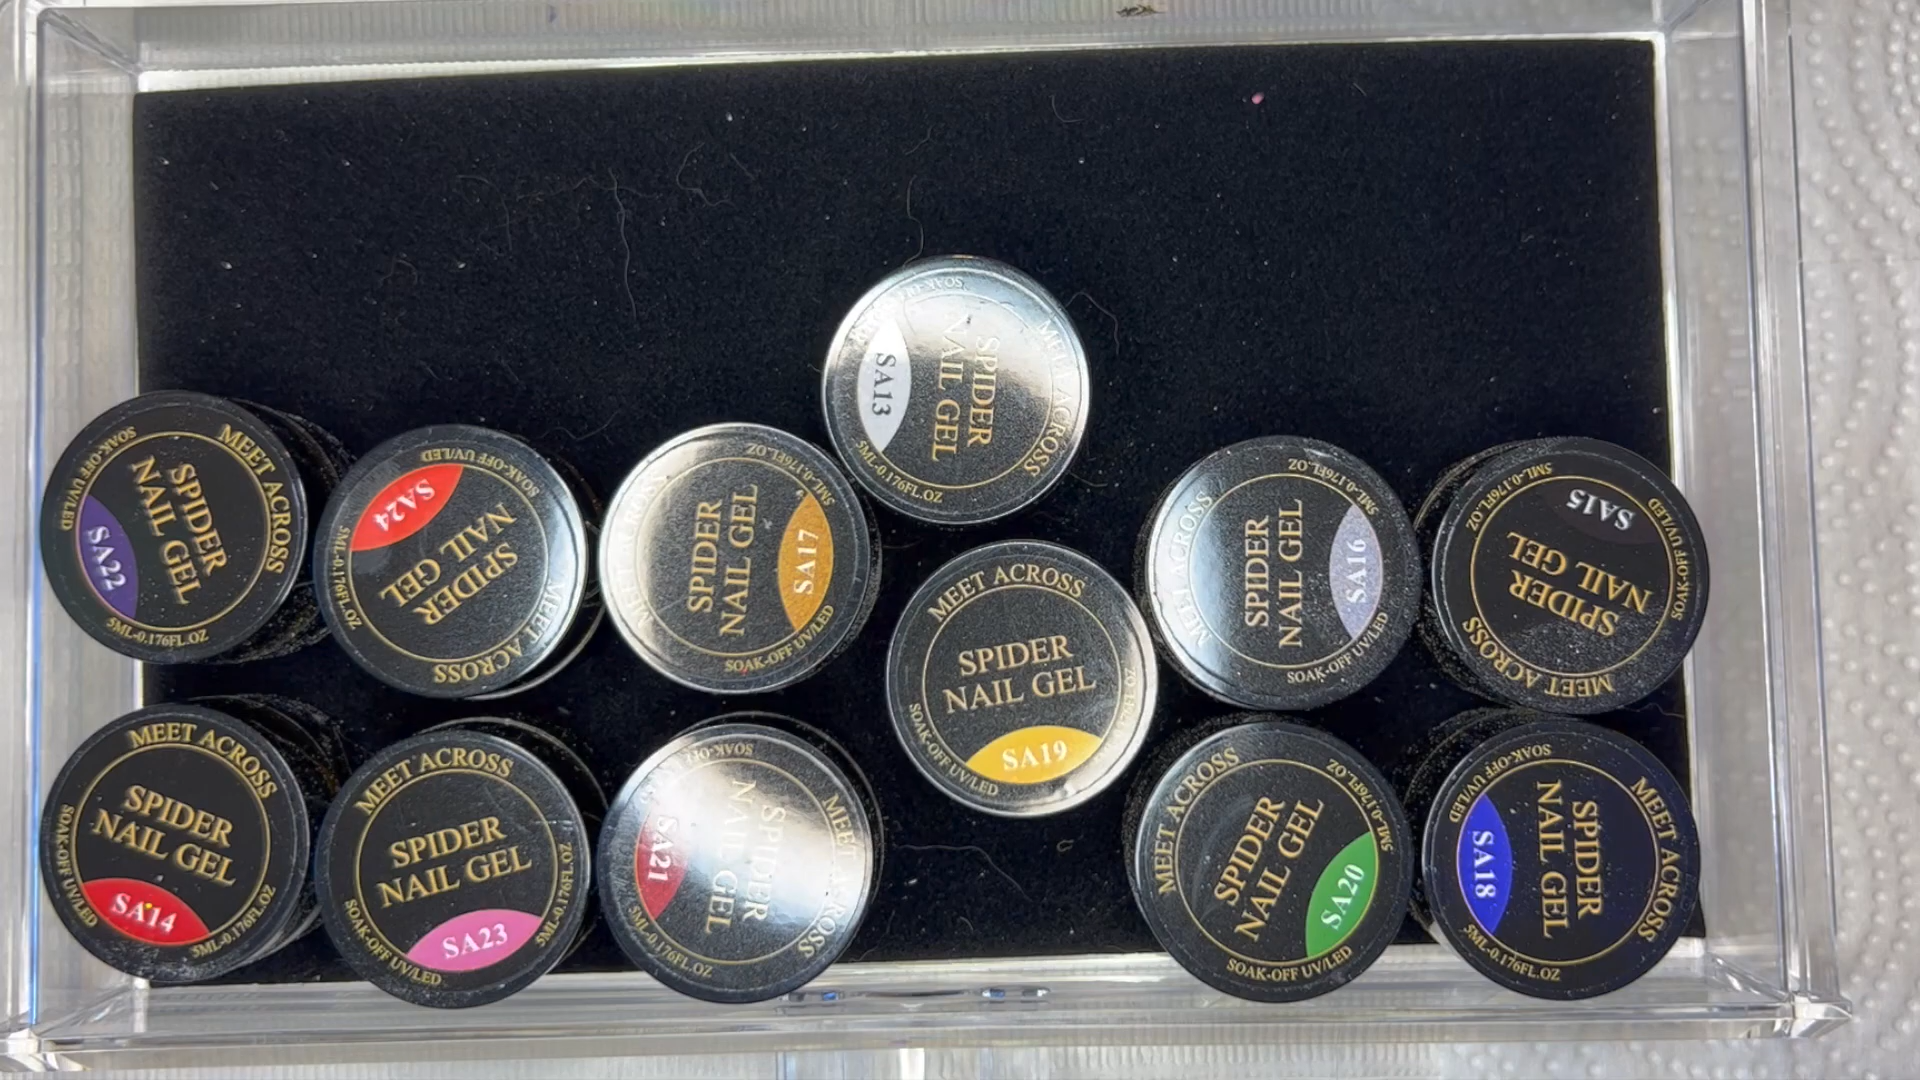 SOAK-
MEET ACROSS
SPIDER
NAIL GEL
SA13
5ML-0.176FL.OZ
MEET ACROSS
SPIDER
NAIL GEL
SA22
SOAK-OFF UV/LED
5ML-0.176FL.OZ
MEET ACROSS
SPIDER
NAIL GEL
SA24
SOAK-OFF UV/LED
5ML-0.176FL.OZ
SPIDER
NAIL GEL
SA17
SOAK-OFF UV/LED
5ML-0.176FL.OZ
MEET ACROSS
SPIDER
NAIL GEL
SA19
SOAK-OFF UV/LED
MEET ACROSS
SPIDER
NAIL GEL
SA16
SOAK-OFF UV/LED
5ML-0.176FL.OZ
MEET ACROSS
SPIDER
NAIL GEL
SA15
SOAK-OFF UV/LED
5ML-0.176FL.OZ
MEET ACROSS
SPIDER
NAIL GEL
SA14
SOAK-OFF UV/LED
5ML-0.176FL.OZ
MEET ACROSS
SPIDER
NAIL GEL
SA23
SOAK-OFF UV/LED
5ML-0.176FL.OZ
MEET ACROSS
SPIDER
NAIL GEL
SA21
5ML-0.176FL.OZ
MEET ACROSS
SPIDER
NAIL GEL
SA20
SOAK-OFF UV/LED
5ML-0.176FL.OZ
MEET ACROSS
SPIDER
NAIL GEL
SA18
SOAK-OFF UV/LED
5ML-0.176FL.OZ